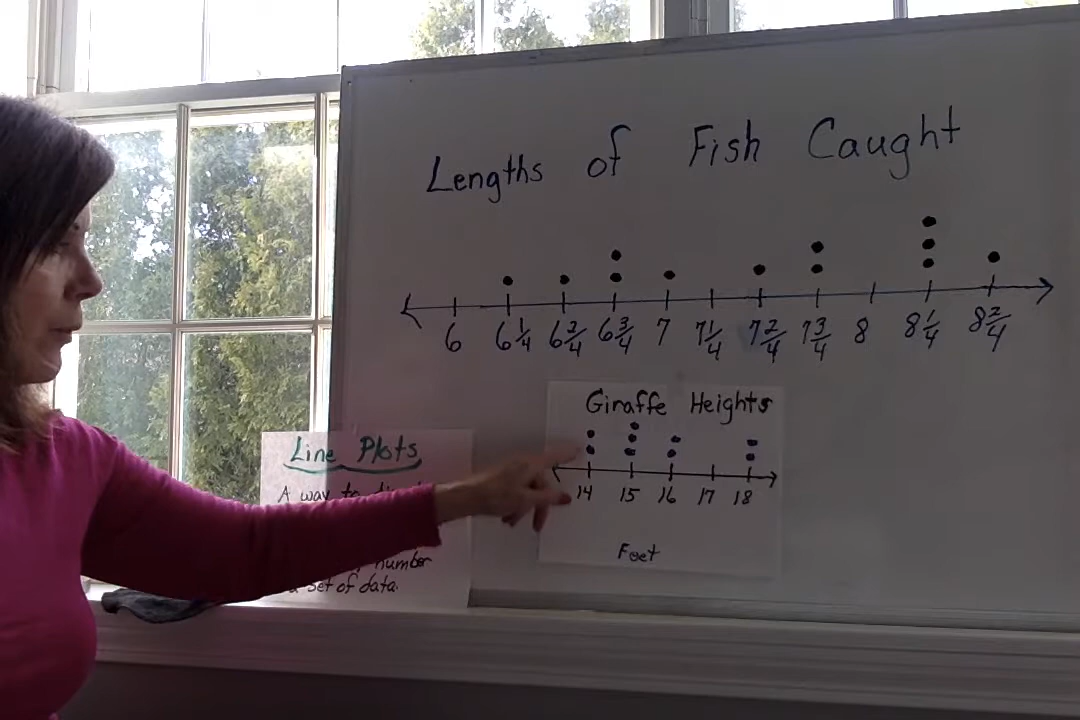 Lengths of Fish Caught
6 6 1/4 6 2/4 6 3/4 7 7 1/4 7 2/4 7 3/4 8 8 1/4 8 2/4
Giraffe Heights
14 15 16 17 18
Feet
Line Plots
A way to
number
set of data.